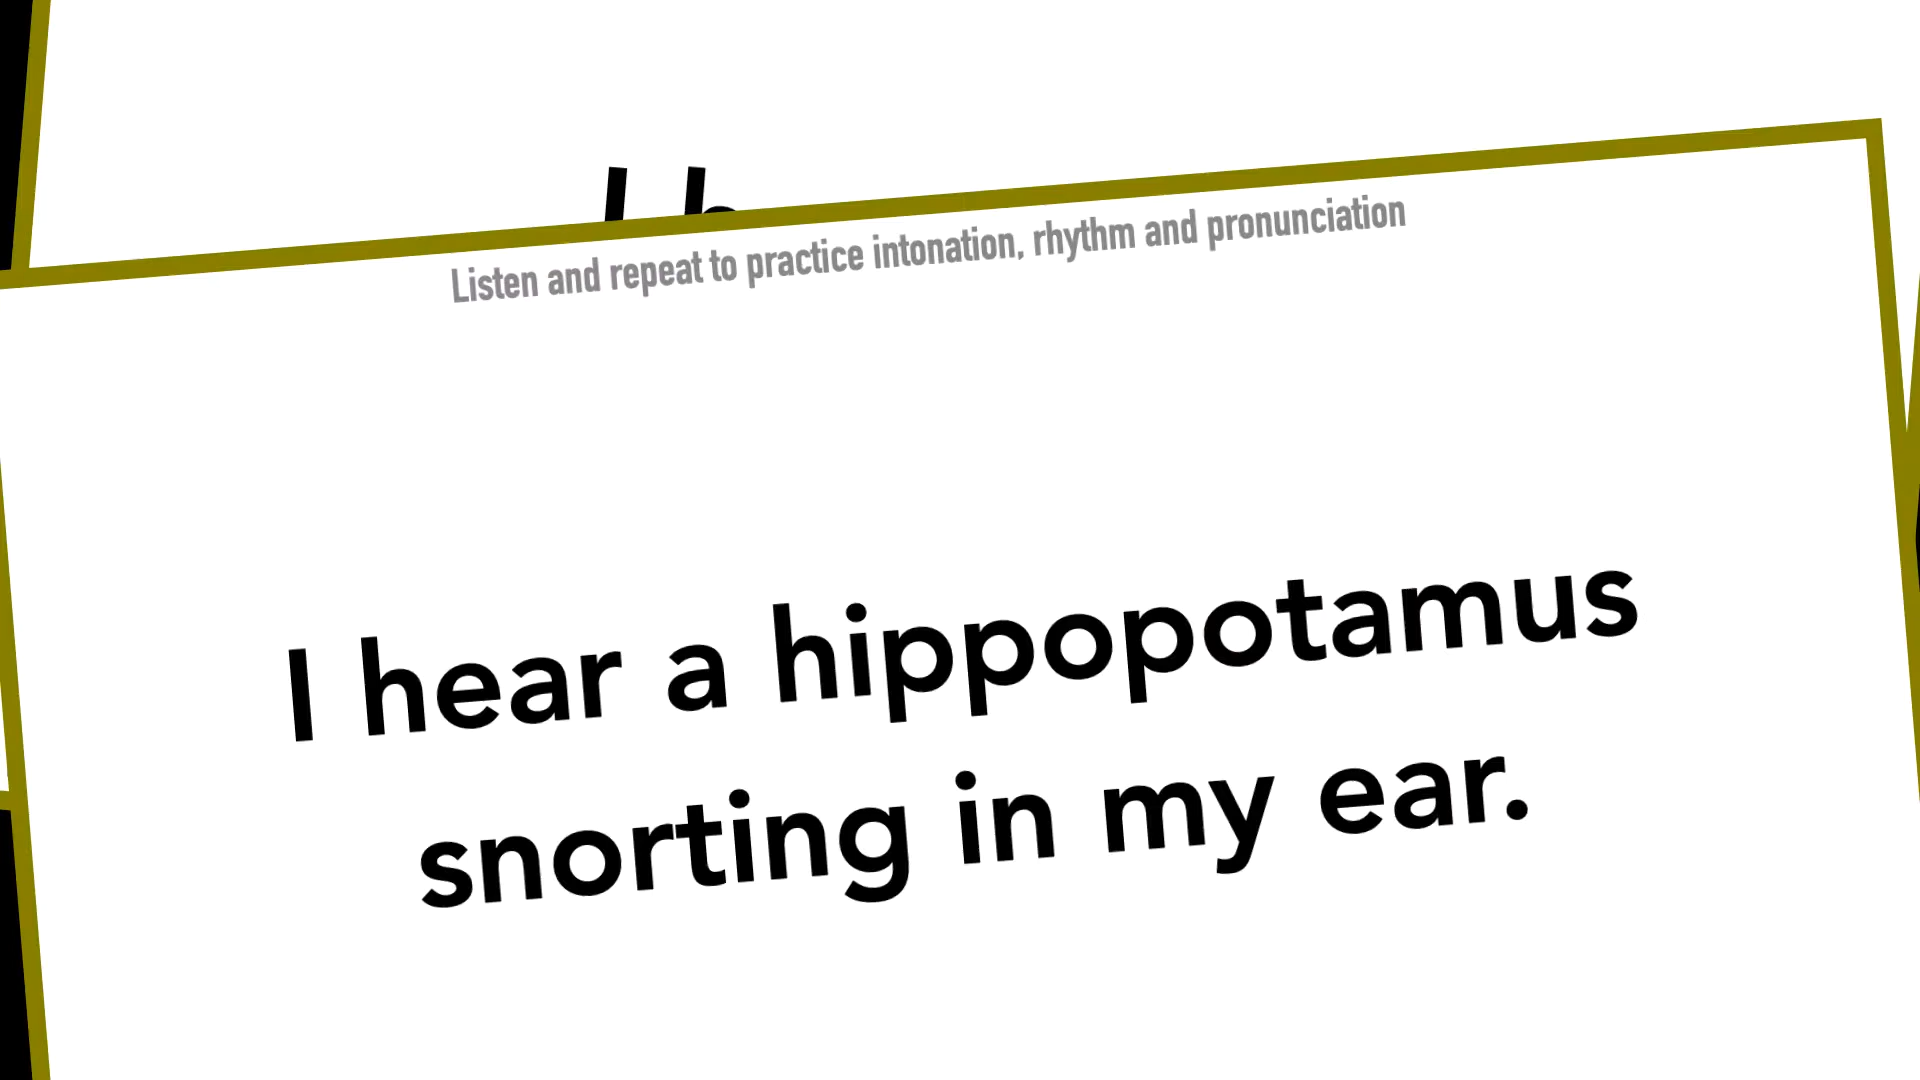 I h
Listen and repeat to practice intonation, rhythm and pronunciation
I hear a hippopotamus
snorting in my ear.